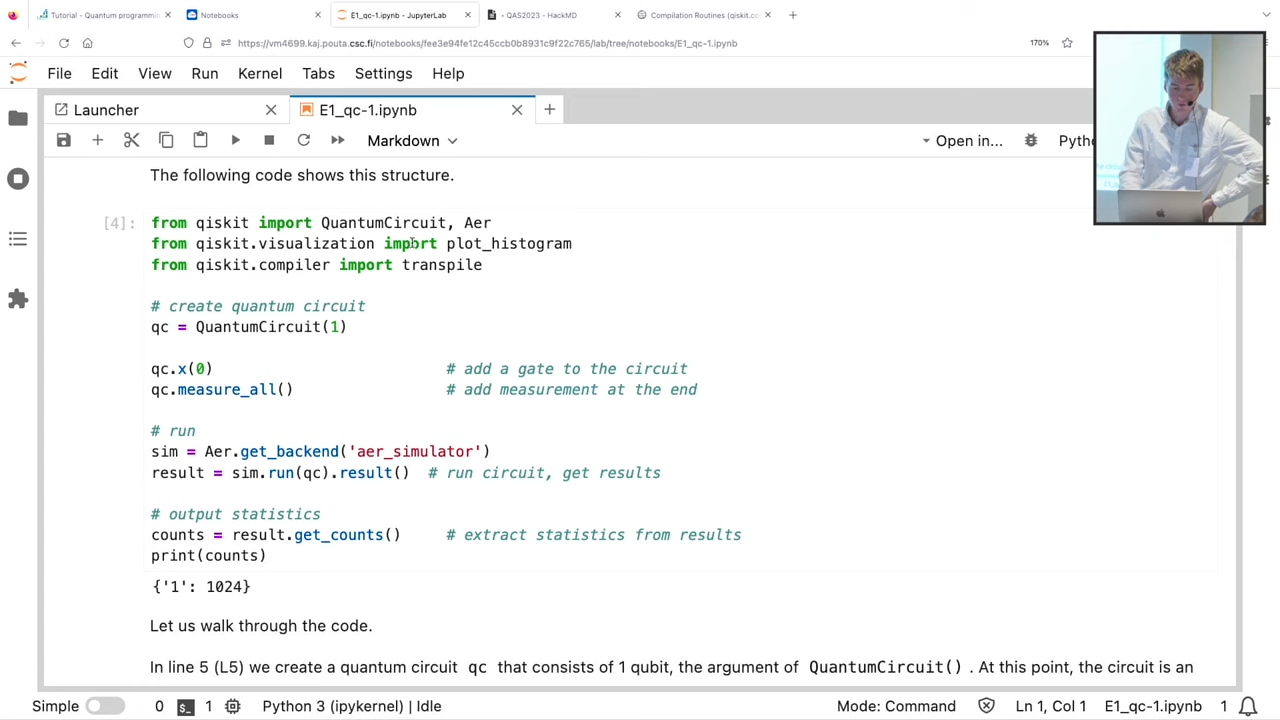 Tutorial - Quantum programmin
Notebooks
E1_qc-1.ipynb - JupyterLab
- QAS2023 - HackMD
Compilation Routines (qiskit.co
https://vm4699.kaj.pouta.csc.fi/notebooks/fee3e94fe12c45ccb0b8931c9f22c765/lab/tree/notebooks/E1_qc-1.ipynb
170%
File Edit View Run Kernel Tabs Settings Help
Launcher
E1_qc-1.ipynb
Markdown
Open in...
The following code shows this structure.
[4]:
from qiskit import QuantumCircuit, Aer
from qiskit.visualization import plot_histogram
from qiskit.compiler import transpile
# create quantum circuit
qc = QuantumCircuit(1)
qc.x(0) # add a gate to the circuit
qc.measure_all() # add measurement at the end
# run
sim = Aer.get_backend('aer_simulator')
result = sim.run(qc).result() # run circuit, get results
# output statistics
counts = result.get_counts() # extract statistics from results
print(counts)
{'1': 1024}
Let us walk through the code.
In line 5 (L5) we create a quantum circuit qc that consists of 1 qubit, the argument of QuantumCircuit() . At this point, the circuit is an
Simple 0 1 Python 3 (ipykernel) | Idle Mode: Command Ln 1, Col 1 E1_qc-1.ipynb 1